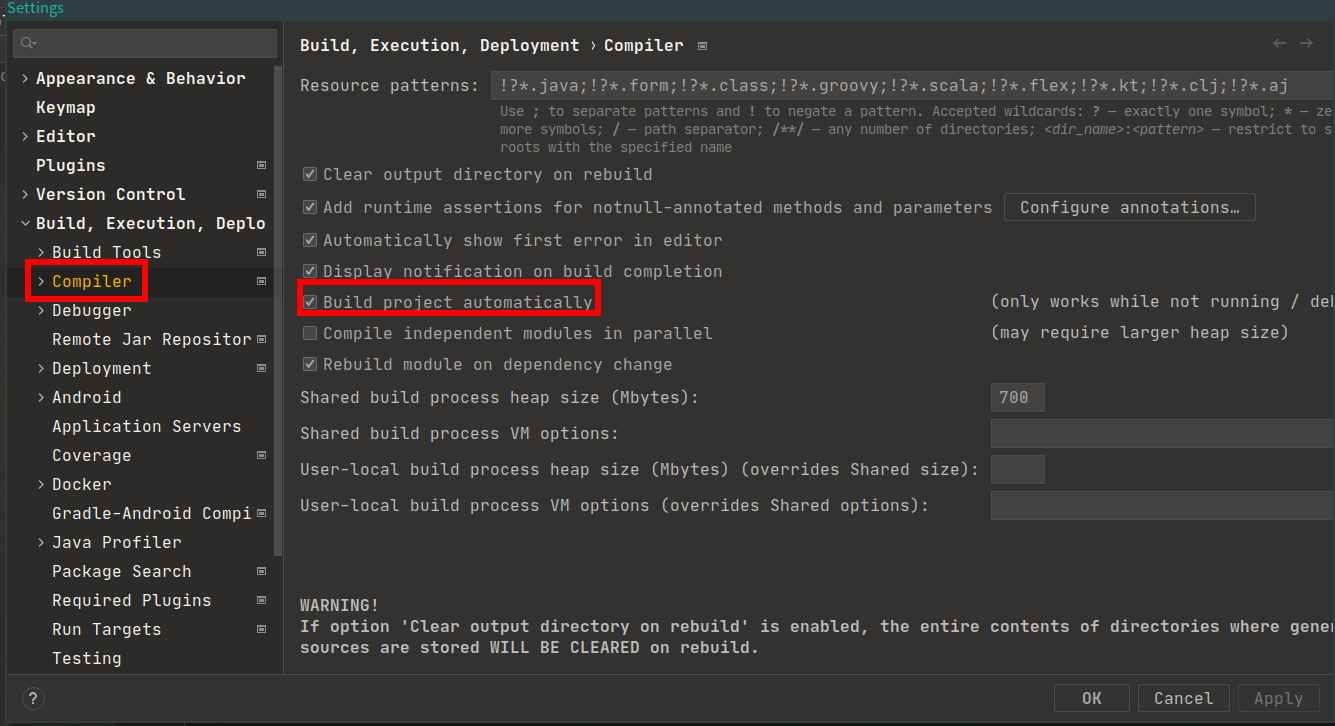 Settings
Appearance & Behavior
Keymap
Editor
Plugins
Version Control
Build, Execution, Deplo
Build Tools
Compiler
Debugger
Remote Jar Repositor
Deployment
Android
Application Servers
Coverage
Docker
Gradle-Android Compi
Java Profiler
Package Search
Required Plugins
Run Targets
Testing
Build, Execution, Deployment › Compiler
Resource patterns: !?*.java;!?*.form;!?*.class;!?*.groovy;!?*.scala;!?*.flex;!?*.kt;!?*.clj;!?*.aj
Use ; to separate patterns and ! to negate a pattern. Accepted wildcards: ? — exactly one symbol; * — ze
more symbols; / — path separator; /**/ — any number of directories; <dir_name>:<pattern> — restrict to s
roots with the specified name
Clear output directory on rebuild
Add runtime assertions for notnull-annotated methods and parameters Configure annotations…
Automatically show first error in editor
Display notification on build completion
Build project automatically (only works while not running / del
Compile independent modules in parallel (may require larger heap size)
Rebuild module on dependency change
Shared build process heap size (Mbytes): 700
Shared build process VM options:
User-local build process heap size (Mbytes) (overrides Shared size):
User-local build process VM options (overrides Shared options):
WARNING!
If option 'Clear output directory on rebuild' is enabled, the entire contents of directories where gener
sources are stored WILL BE CLEARED on rebuild.
? OK Cancel Apply